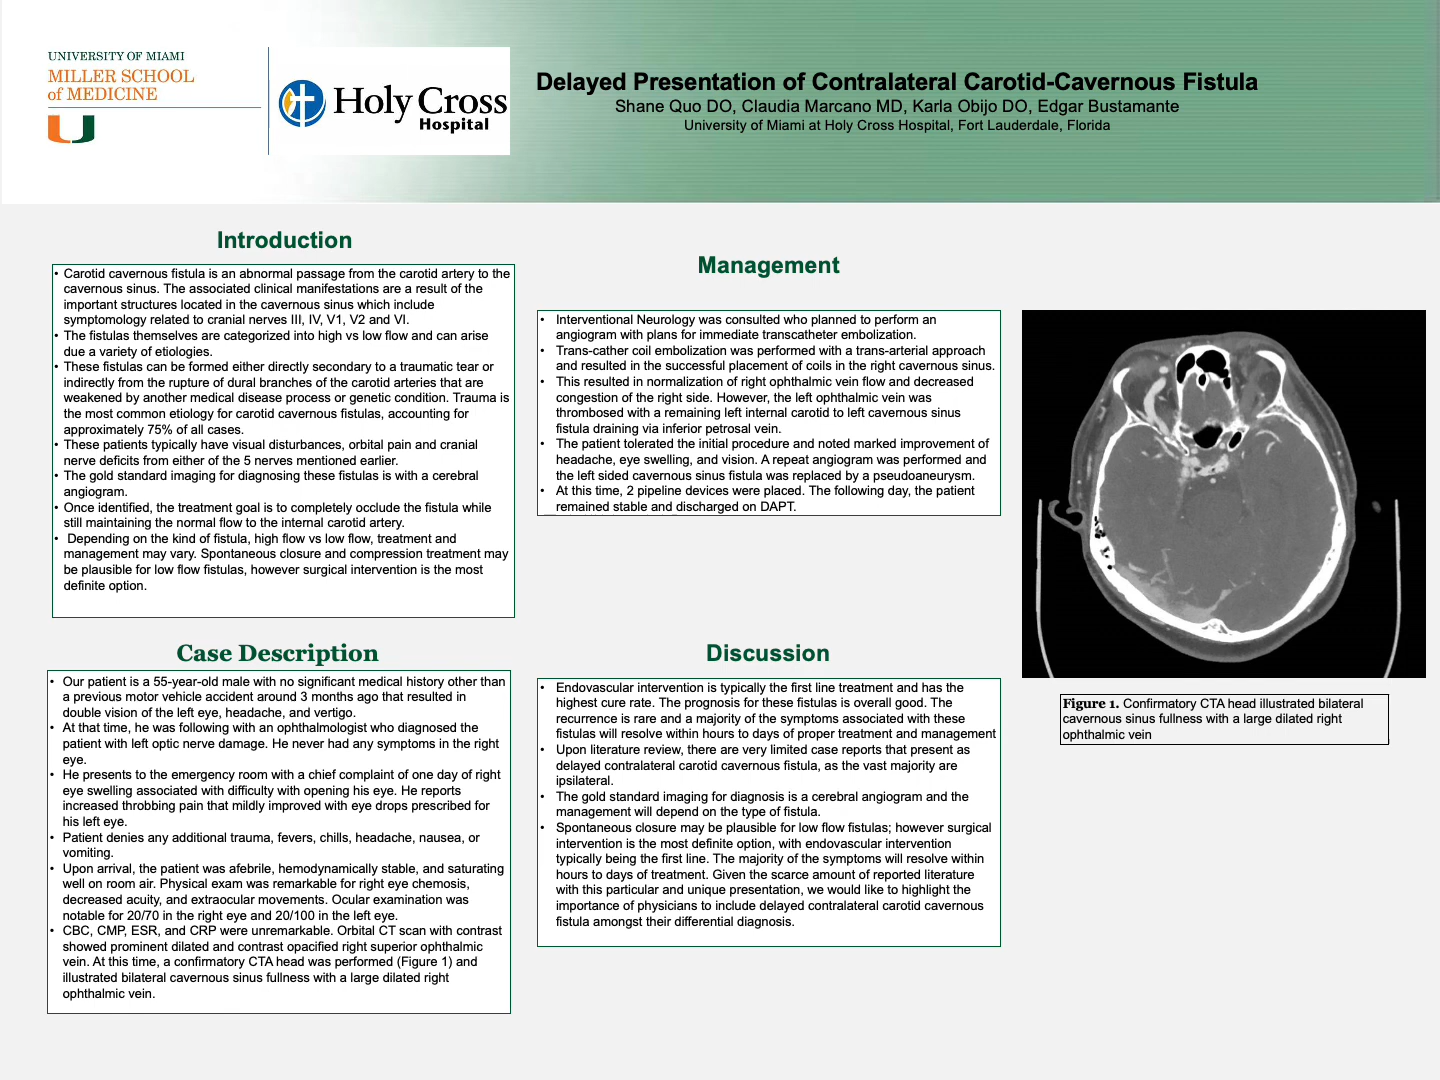 UNIVERSITY OF MIAMI
MILLER SCHOOL
of MEDICINE
Holy Cross
Hospital
Delayed Presentation of Contralateral Carotid-Cavernous Fistula
Shane Quo DO, Claudia Marcano MD, Karla Obijo DO, Edgar Bustamante
University of Miami at Holy Cross Hospital, Fort Lauderdale, Florida
Introduction
• Carotid cavernous fistula is an abnormal passage from the carotid artery to the
cavernous sinus. The associated clinical manifestations are a result of the
important structures located in the cavernous sinus which include
symptomology related to cranial nerves III, IV, V1, V2 and VI.
• The fistulas themselves are categorized into high vs low flow and can arise
due a variety of etiologies.
• These fistulas can be formed either directly secondary to a traumatic tear or
indirectly from the rupture of dural branches of the carotid arteries that are
weakened by another medical disease process or genetic condition. Trauma is
the most common etiology for carotid cavernous fistulas, accounting for
approximately 75% of all cases.
• These patients typically have visual disturbances, orbital pain and cranial
nerve deficits from either of the 5 nerves mentioned earlier.
• The gold standard imaging for diagnosing these fistulas is with a cerebral
angiogram.
• Once identified, the treatment goal is to completely occlude the fistula while
still maintaining the normal flow to the internal carotid artery.
• Depending on the kind of fistula, high flow vs low flow, treatment and
management may vary. Spontaneous closure and compression treatment may
be plausible for low flow fistulas, however surgical intervention is the most
definite option.
Case Description
• Our patient is a 55-year-old male with no significant medical history other than
a previous motor vehicle accident around 3 months ago that resulted in
double vision of the left eye, headache, and vertigo.
• At that time, he was following with an ophthalmologist who diagnosed the
patient with left optic nerve damage. He never had any symptoms in the right
eye.
• He presents to the emergency room with a chief complaint of one day of right
eye swelling associated with difficulty with opening his eye. He reports
increased throbbing pain that mildly improved with eye drops prescribed for
his left eye.
• Patient denies any additional trauma, fevers, chills, headache, nausea, or
vomiting.
• Upon arrival, the patient was afebrile, hemodynamically stable, and saturating
well on room air. Physical exam was remarkable for right eye chemosis,
decreased acuity, and extraocular movements. Ocular examination was
notable for 20/70 in the right eye and 20/100 in the left eye.
• CBC, CMP, ESR, and CRP were unremarkable. Orbital CT scan with contrast
showed prominent dilated and contrast opacified right superior ophthalmic
vein. At this time, a confirmatory CTA head was performed (Figure 1) and
illustrated bilateral cavernous sinus fullness with a large dilated right
ophthalmic vein.
Management
• Interventional Neurology was consulted who planned to perform an
angiogram with plans for immediate transcatheter embolization.
• Trans-cather coil embolization was performed with a trans-arterial approach
and resulted in the successful placement of coils in the right cavernous sinus.
• This resulted in normalization of right ophthalmic vein flow and decreased
congestion of the right side. However, the left ophthalmic vein was
thrombosed with a remaining left internal carotid to left cavernous sinus
fistula draining via inferior petrosal vein.
• The patient tolerated the initial procedure and noted marked improvement of
headache, eye swelling, and vision. A repeat angiogram was performed and
the left sided cavernous sinus fistula was replaced by a pseudoaneurysm.
• At this time, 2 pipeline devices were placed. The following day, the patient
remained stable and discharged on DAPT.
Discussion
• Endovascular intervention is typically the first line treatment and has the
highest cure rate. The prognosis for these fistulas is overall good. The
recurrence is rare and a majority of the symptoms associated with these
fistulas will resolve within hours to days of proper treatment and management
• Upon literature review, there are very limited case reports that present as
delayed contralateral carotid cavernous fistula, as the vast majority are
ipsilateral.
• The gold standard imaging for diagnosis is a cerebral angiogram and the
management will depend on the type of fistula.
• Spontaneous closure may be plausible for low flow fistulas; however surgical
intervention is the most definite option, with endovascular intervention
typically being the first line. The majority of the symptoms will resolve within
hours to days of treatment. Given the scarce amount of reported literature
with this particular and unique presentation, we would like to highlight the
importance of physicians to include delayed contralateral carotid cavernous
fistula amongst their differential diagnosis.
Figure 1. Confirmatory CTA head illustrated bilateral
cavernous sinus fullness with a large dilated right
ophthalmic vein